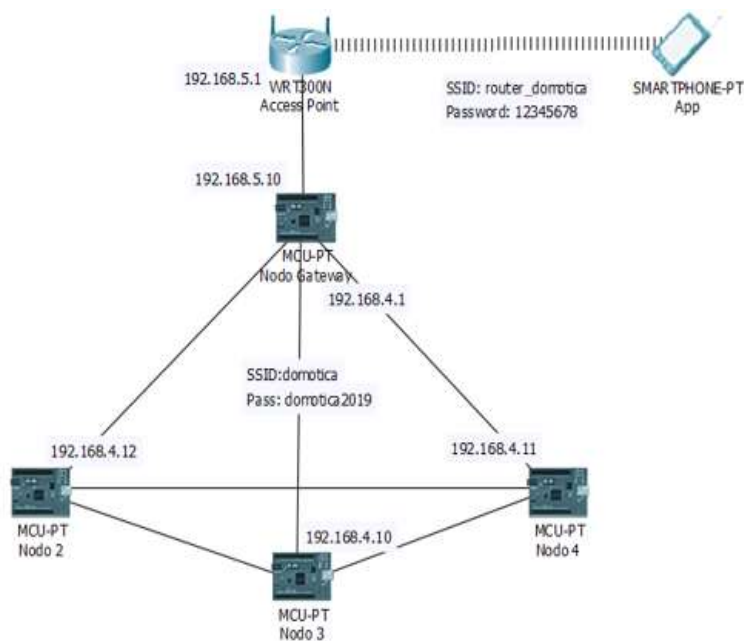 192.168.5.1
WRT300N
Access Point
SSID: router_domotica
Password: 12345678
SMARTPHONE-PT
App
192.168.5.10
MCU-PT
Nodo Gateway
192.168.4.1
SSID:domotica
Pass: domotica2019
192.168.4.12
192.168.4.11
MCU-PT
Nodo 2
192.168.4.10
MCU-PT
Nodo 4
MCU-PT
Nodo 3